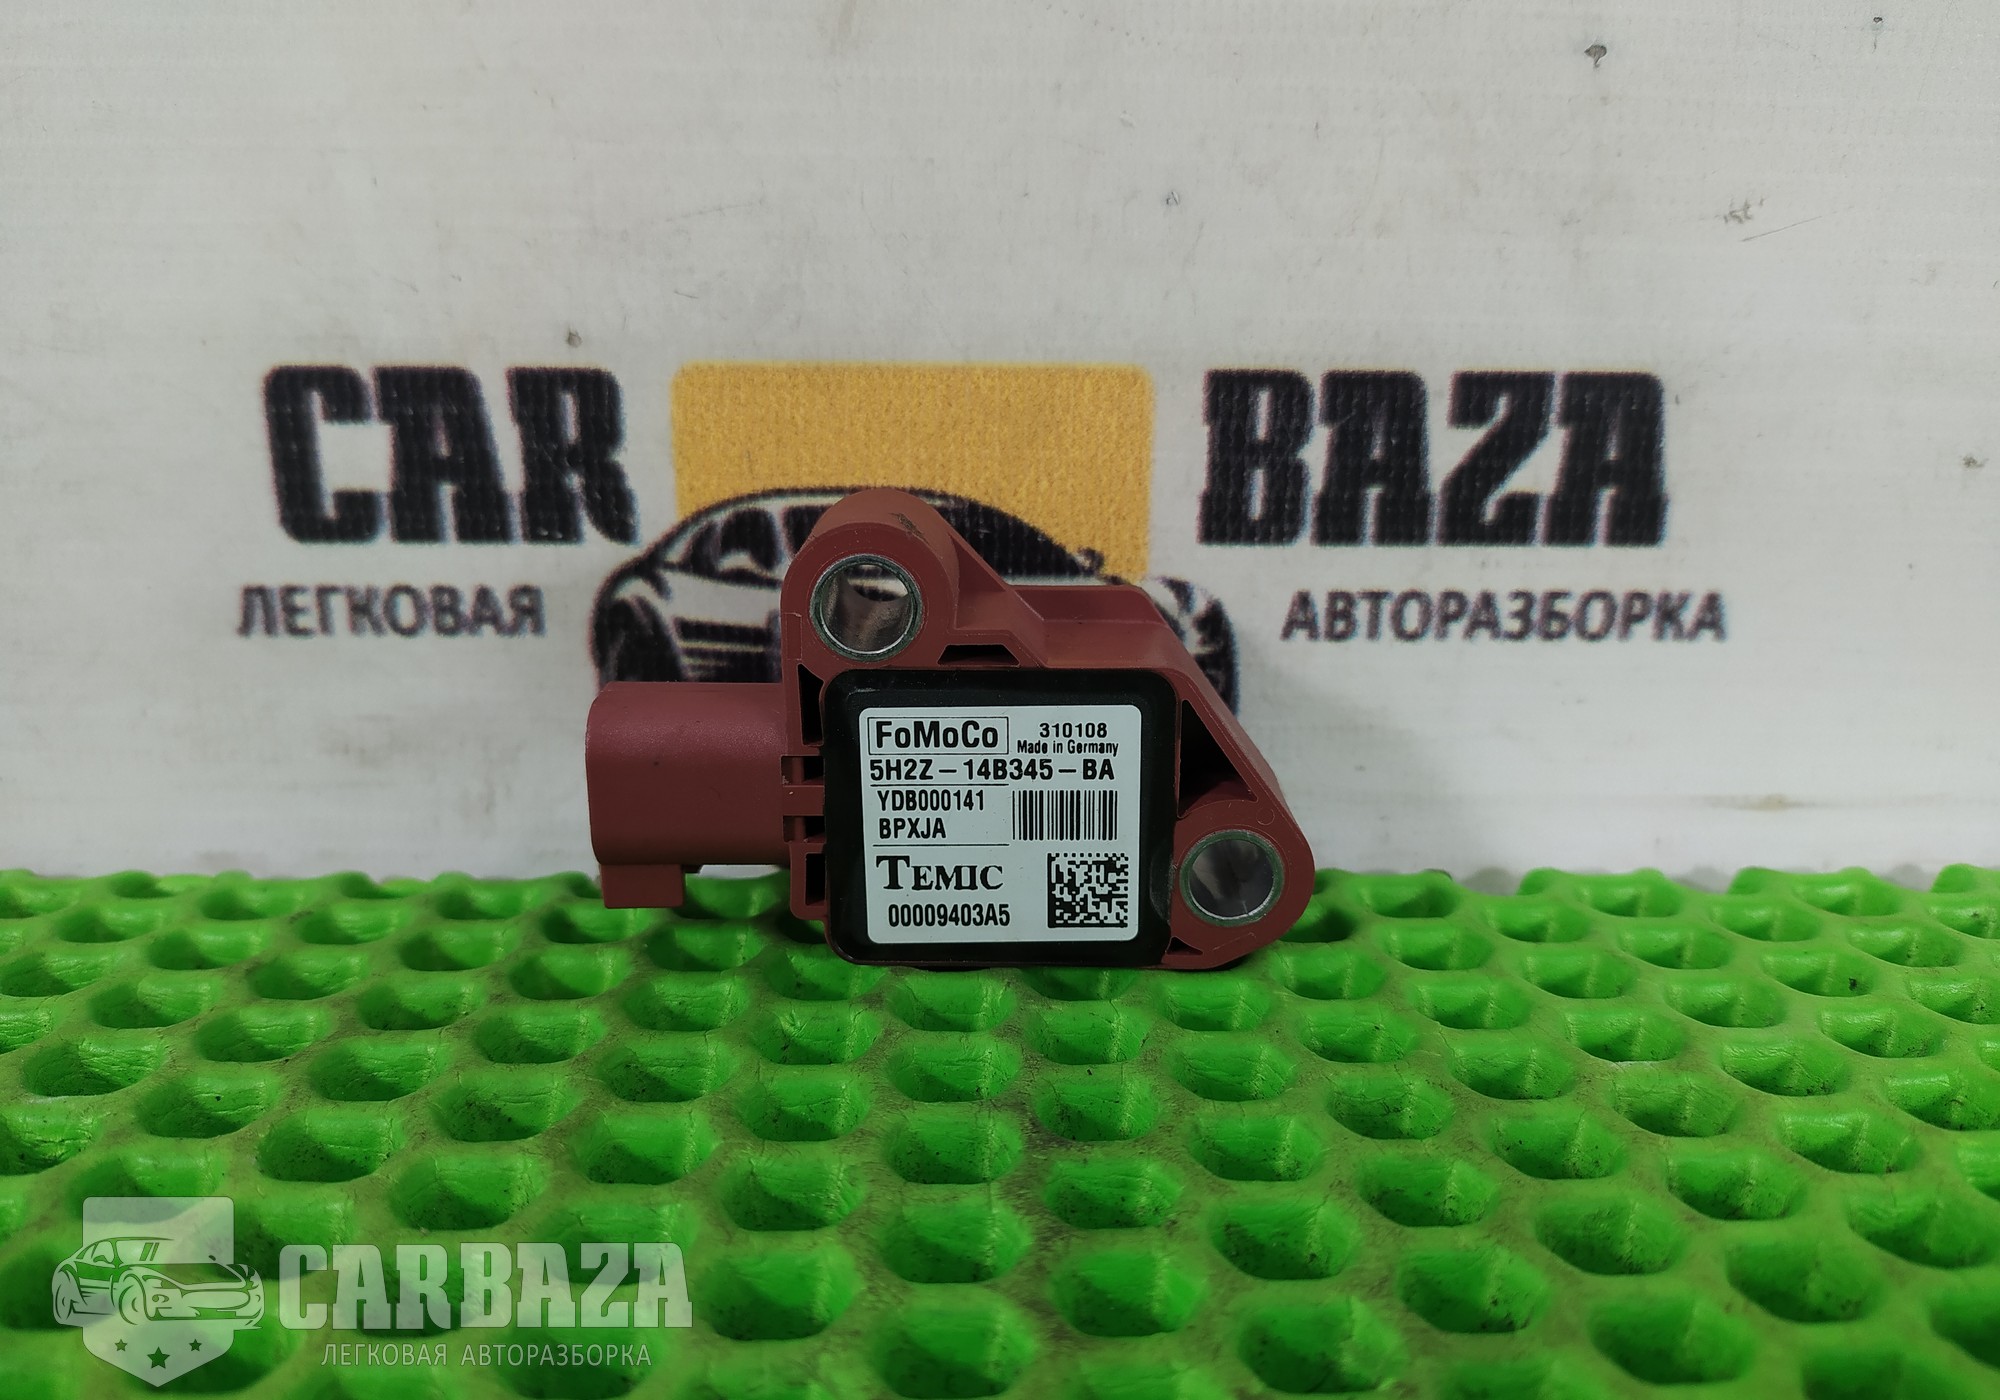 CAR BAZA
ЛЕГКОВАЯ АВТОРАЗБОРКА
FoMoCo 310108
Made in Germany
5H2Z-14B345-BA
YDB000141
BPXJA
TEMIC
00009403A5
CARBAZA
ЛЕГКОВАЯ АВТОРАЗБОРКА